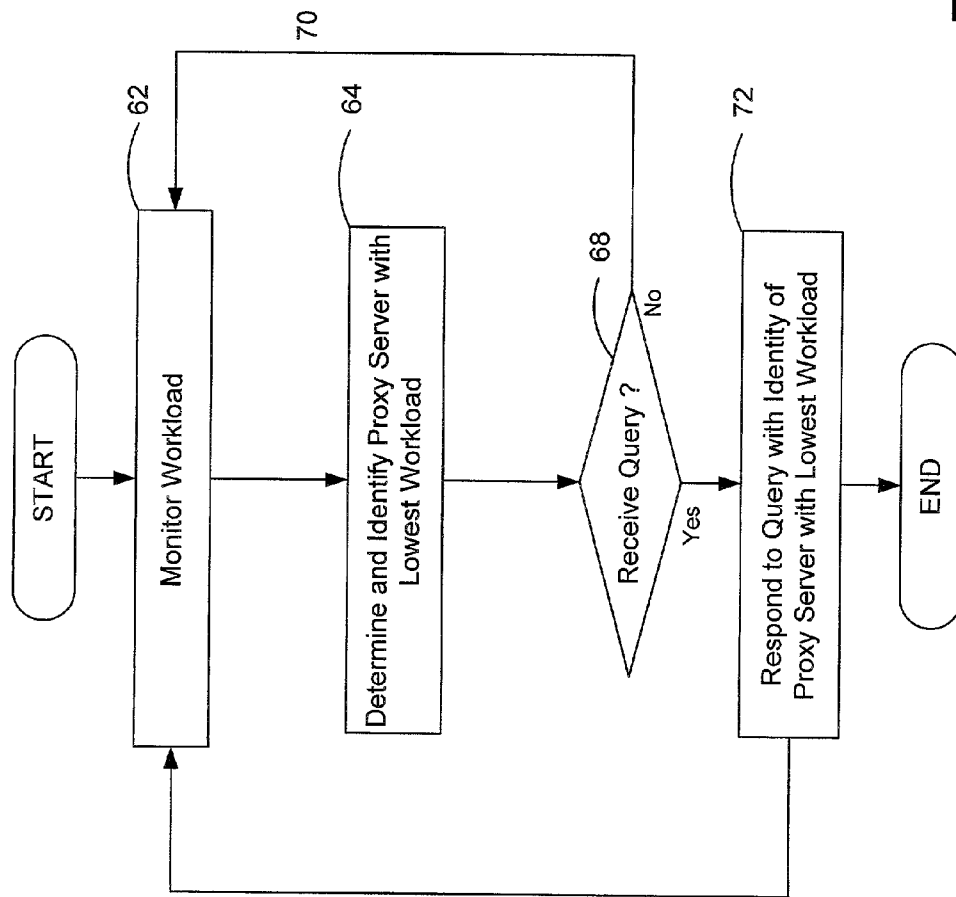 START
Monitor Workload
62
70
Determine and Identify Proxy Server with
Lowest Workload
64
Receive Query ?
68
No
Yes
Respond to Query with Identity of
Proxy Server with Lowest Workload
72
END